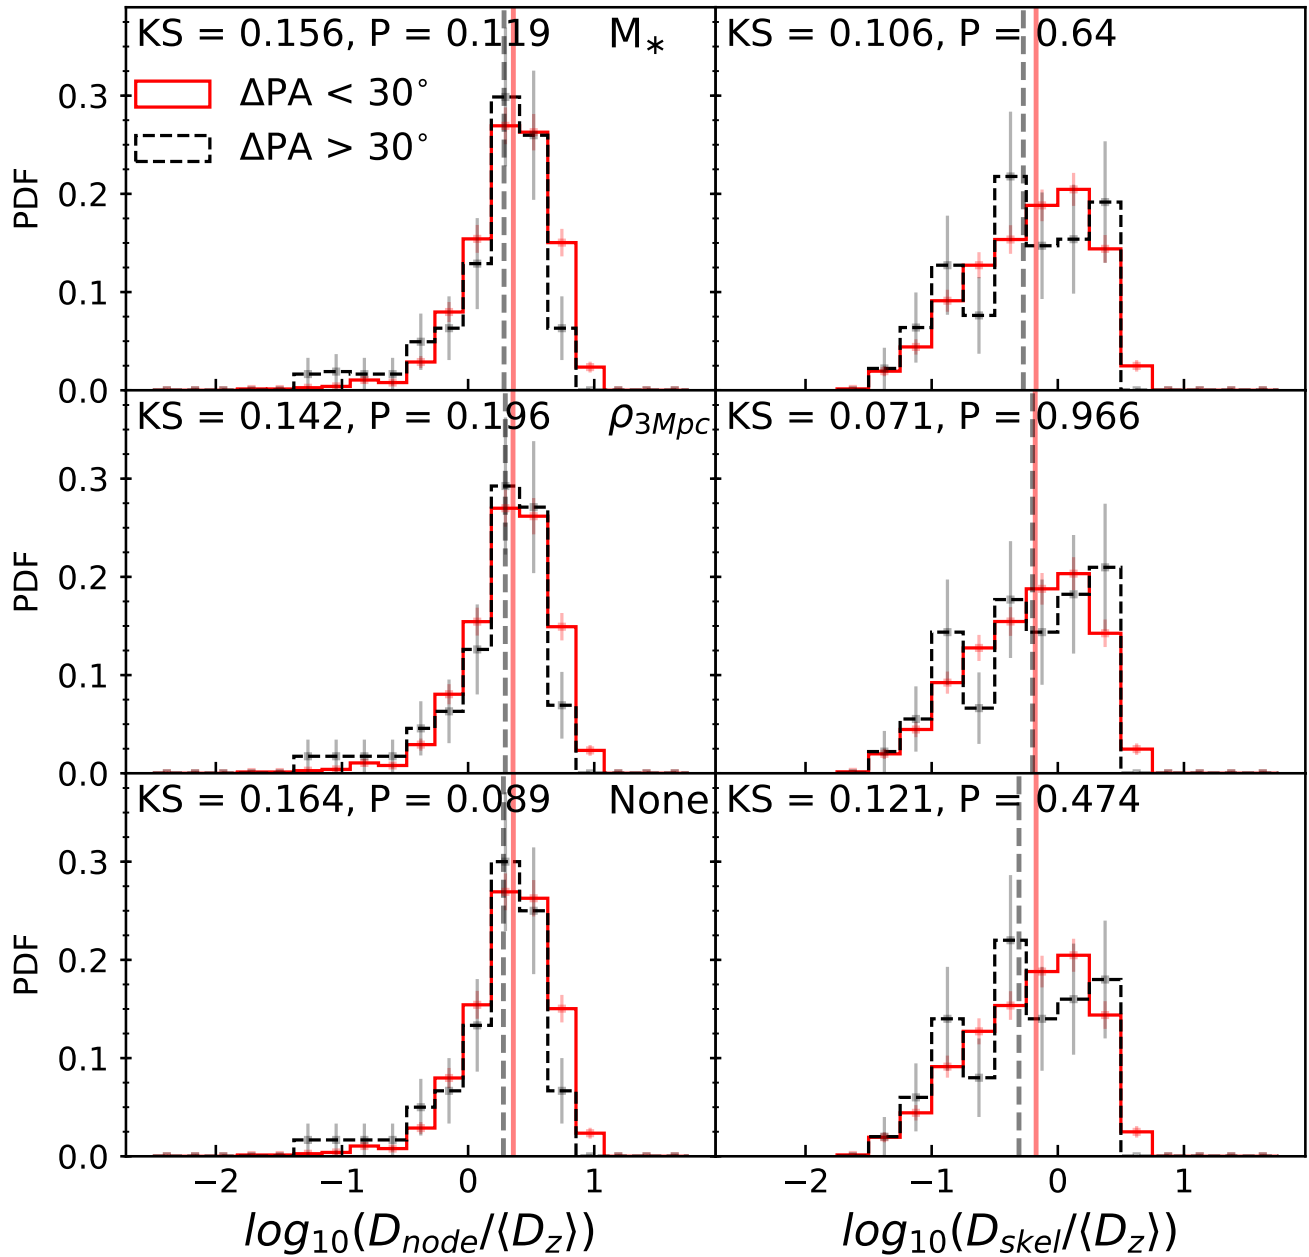 KS = 0.156, P = 0.119 M∗
KS = 0.106, P = 0.64
ΔPA < 30°
ΔPA > 30°
PDF
0.3
0.2
0.1
0.0
KS = 0.142, P = 0.196 ρ3Mpc
KS = 0.071, P = 0.966
PDF
0.3
0.2
0.1
0.0
KS = 0.164, P = 0.089 None
KS = 0.121, P = 0.474
PDF
0.3
0.2
0.1
0.0
−2 −1 0 1
−2 −1 0 1
log10(Dnode/⟨Dz⟩)
log10(Dskel/⟨Dz⟩)